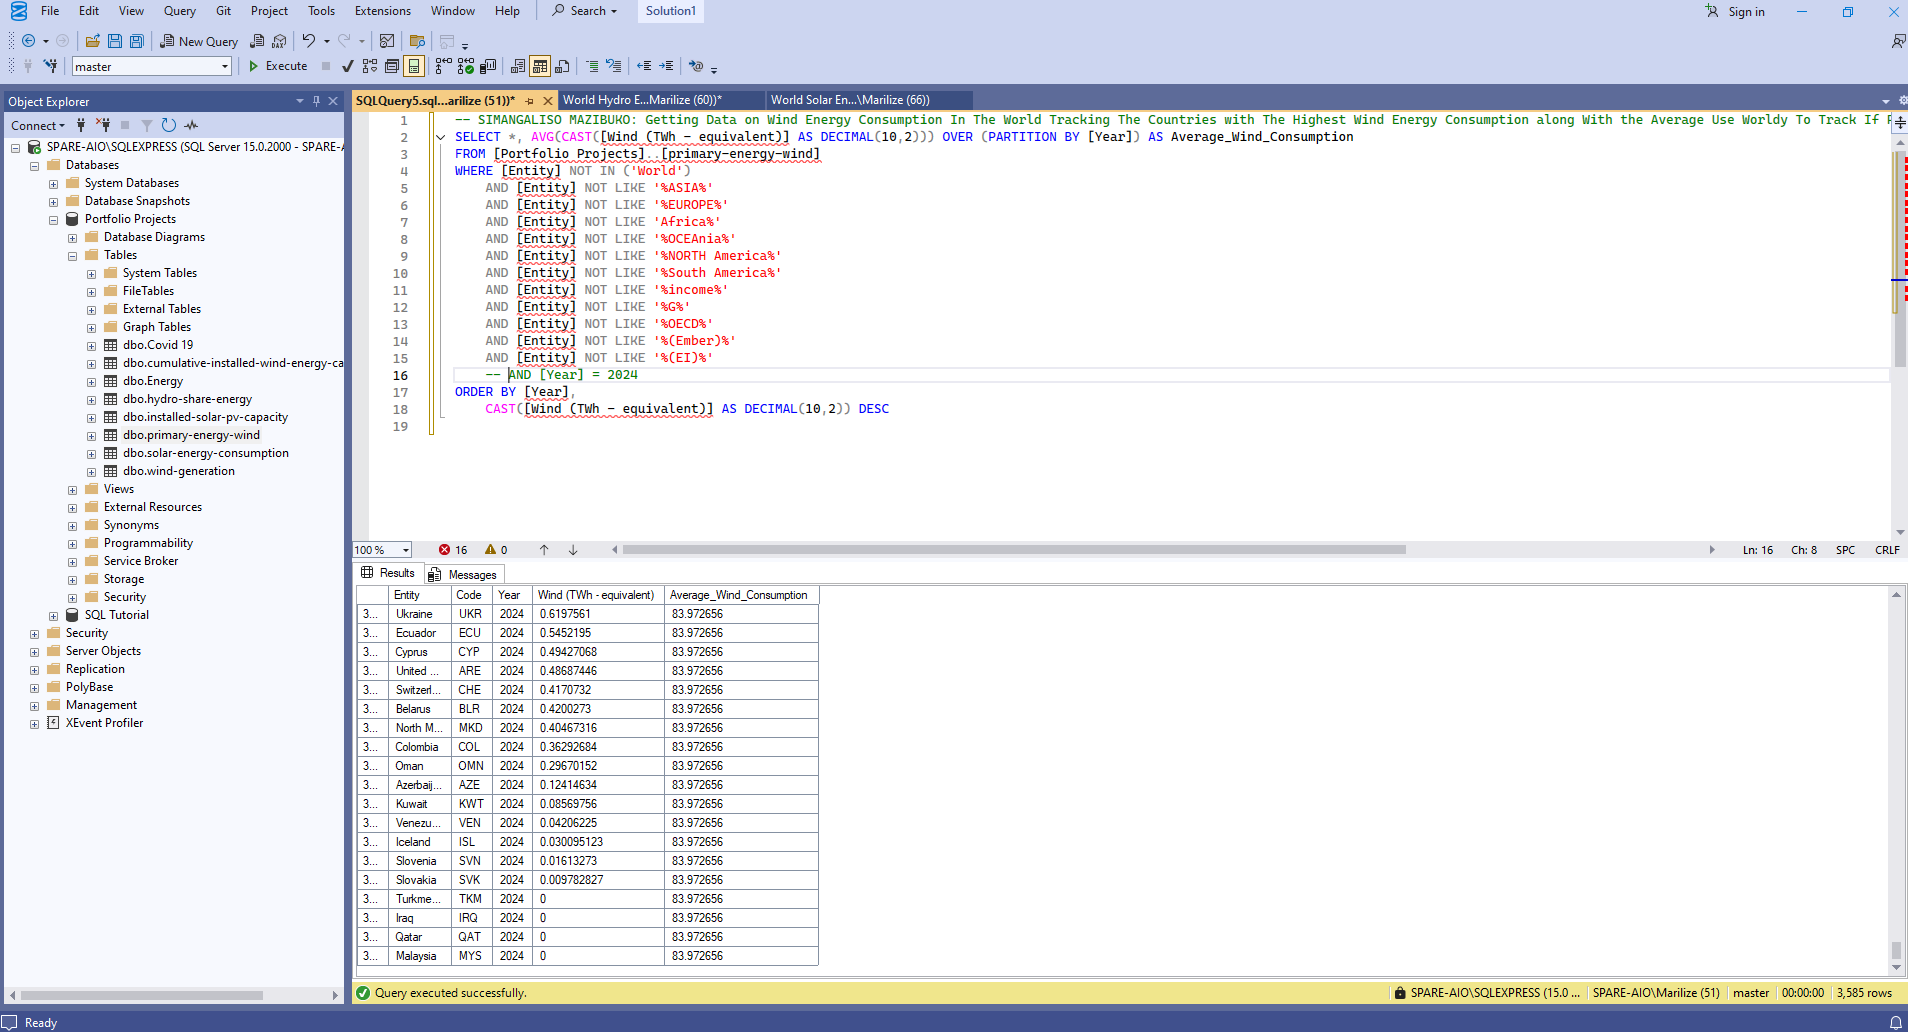 File Edit View Query Git Project Tools Extensions Window Help Search Solution1 Sign in
New Query DAX
master Execute
Object Explorer
Connect
SPARE-AIO\SQLEXPRESS (SQL Server 15.0.2000 - SPARE-A
Databases
System Databases
Database Snapshots
Portfolio Projects
Database Diagrams
Tables
System Tables
FileTables
External Tables
Graph Tables
dbo.Covid 19
dbo.cumulative-installed-wind-energy-ca
dbo.Energy
dbo.hydro-share-energy
dbo.installed-solar-pv-capacity
dbo.primary-energy-wind
dbo.solar-energy-consumption
dbo.wind-generation
Views
External Resources
Synonyms
Programmability
Service Broker
Storage
Security
SQL Tutorial
Security
Server Objects
Replication
PolyBase
Management
XEvent Profiler
SQLQuery5.sql...arilize (51))* World Hydro E...Marilize (60))* World Solar En...\Marilize (66))
1 -- SIMANGALISO MAZIBUKO: Getting Data on Wind Energy Consumption In The World Tracking The Countries with The Highest Wind Energy Consumption along With the Average Use Worldy To Track If
2 SELECT *, AVG(CAST([Wind (TWh - equivalent)] AS DECIMAL(10,2))) OVER (PARTITION BY [Year]) AS Average_Wind_Consumption
3 FROM [Portfolio Projects]..[primary-energy-wind]
4 WHERE [Entity] NOT IN ('World')
5 AND [Entity] NOT LIKE '%ASIA%'
6 AND [Entity] NOT LIKE '%EUROPE%'
7 AND [Entity] NOT LIKE 'Africa%'
8 AND [Entity] NOT LIKE '%OCEAnia%'
9 AND [Entity] NOT LIKE '%NORTH America%'
10 AND [Entity] NOT LIKE '%South America%'
11 AND [Entity] NOT LIKE '%income%'
12 AND [Entity] NOT LIKE '%G%'
13 AND [Entity] NOT LIKE '%OECD%'
14 AND [Entity] NOT LIKE '%(Ember)%'
15 AND [Entity] NOT LIKE '%(EI)%'
16 -- AND [Year] = 2024
17 ORDER BY [Year],
18 CAST([Wind (TWh - equivalent)] AS DECIMAL(10,2)) DESC
19
100 % 16 0 Ln: 16 Ch: 8 SPC CRLF
Results Messages
Entity Code Year Wind (TWh - equivalent) Average_Wind_Consumption
3... Ukraine UKR 2024 0.6197561 83.972656
3... Ecuador ECU 2024 0.5452195 83.972656
3... Cyprus CYP 2024 0.49427068 83.972656
3... United ... ARE 2024 0.48687446 83.972656
3... Switzerl... CHE 2024 0.4170732 83.972656
3... Belarus BLR 2024 0.4200273 83.972656
3... North M... MKD 2024 0.40467316 83.972656
3... Colombia COL 2024 0.36292684 83.972656
3... Oman OMN 2024 0.29670152 83.972656
3... Azerbaij... AZE 2024 0.12414634 83.972656
3... Kuwait KWT 2024 0.08569756 83.972656
3... Venezu... VEN 2024 0.04206225 83.972656
3... Iceland ISL 2024 0.030095123 83.972656
3... Slovenia SVN 2024 0.01613273 83.972656
3... Slovakia SVK 2024 0.009782827 83.972656
3... Turkme... TKM 2024 0 83.972656
3... Iraq IRQ 2024 0 83.972656
3... Qatar QAT 2024 0 83.972656
3... Malaysia MYS 2024 0 83.972656
Query executed successfully. SPARE-AIO\SQLEXPRESS (15.0 ... SPARE-AIO\Marilize (51) master 00:00:00 3,585 rows
Ready